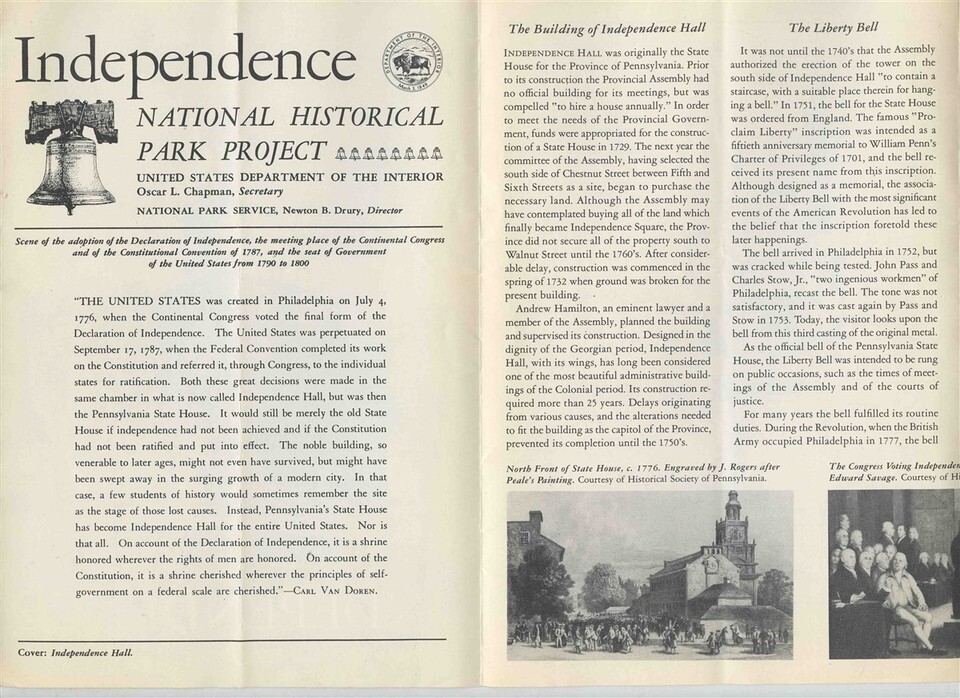 Independence
DEPARTMENT OF THE INTERIOR
March 3, 1849
NATIONAL HISTORICAL
PARK PROJECT
UNITED STATES DEPARTMENT OF THE INTERIOR
Oscar L. Chapman, Secretary
NATIONAL PARK SERVICE, Newton B. Drury, Director
Scene of the adoption of the Declaration of Independence, the meeting place of the Continental Congress
and of the Constitutional Convention of 1787, and the seat of Government
of the United States from 1790 to 1800
“THE UNITED STATES was created in Philadelphia on July 4,
1776, when the Continental Congress voted the final form of the
Declaration of Independence. The United States was perpetuated on
September 17, 1787, when the Federal Convention completed its work
on the Constitution and referred it, through Congress, to the individual
states for ratification. Both these great decisions were made in the
same chamber in what is now called Independence Hall, but was then
the Pennsylvania State House. It would still be merely the old State
House if independence had not been achieved and if the Constitution
had not been ratified and put into effect. The noble building, so
venerable to later ages, might not even have survived, but might have
been swept away in the surging growth of a modern city. In that
case, a few students of history would sometimes remember the site
as the stage of those lost causes. Instead, Pennsylvania's State House
has become Independence Hall for the entire United States. Nor is
that all. On account of the Declaration of Independence, it is a shrine
honored wherever the rights of men are honored. On account of the
Constitution, it is a shrine cherished wherever the principles of self-
government on a federal scale are cherished.”—CARL VAN DOREN.
Cover: Independence Hall.
The Building of Independence Hall
INDEPENDENCE HALL was originally the State
House for the Province of Pensylvania. Prior
to its construction the Provincial Assembly had
no official building for its meetings, but was
compelled "to hire a house annually." In order
to meet the needs of the Provincial Govern-
ment, funds were appropriated for the construc-
tion of a State House in 1729. The next year the
committee of the Assembly, having selected the
south side of Chestnut Street between Fifth and
Sixth Streets as a site, began to purchase the
necessary land. Although the Assembly may
have contemplated buying all of the land which
finally became Independence Square, the Prov-
ince did not secure all of the property south to
Walnut Street until the 1760's. After consider-
able delay, construction was commenced in the
spring of 1732 when ground was broken for the
present building.
Andrew Hamilton, an eminent lawyer and a
member of the Assembly, planned the building
and supervised its construction. Designed in the
dignity of the Georgian period, Independence
Hall, with its wings, has long been considered
one of the most beautiful administrative build-
ings of the Colonial period. Its construction re-
quired more than 25 years. Delays originating
from various causes, and the alterations needed
to fit the building as the capitol of the Province,
prevented its completion until the 1750's.
North Front of State House, c. 1776. Engraved by J. Rogers after
Peale's Painting. Courtesy of Historical Society of Pennsylvania.
The Liberty Bell
It was not until the 1740's that the Assembly
authorized the erection of the tower on the
south side of Independence Hall "to contain a
staircase, with a suitable place therein for hang-
ing a bell." In 1751, the bell for the State House
was ordered from England. The famous "Pro-
claim Liberty" inscription was intended as a
fiftieth anniversary memorial to William Penn's
Charter of Privileges of 1701, and the bell re-
ceived its present name from this inscription.
Although designed as a memorial, the associa-
tion of the Liberty Bell with the most significant
events of the American Revolution has led to
the belief that the inscription foretold these
later happenings.
The bell arrived in Philadelphia in 1752, but
was cracked while being tested. John Pass and
Charles Stow, Jr., "two ingenious workmen" of
Philadelphia, recast the bell. The tone was not
satisfactory, and it was cast again by Pass and
Stow in 1753. Today, the visitor looks upon the
bell from this third casting of the original metal.
As the official bell of the Pennsylvania State
House, the Liberty Bell was intended to be rung
on public occasions, such as the times of meet-
ings of the Assembly and of the courts of
justice.
For many years the bell fulfilled its routine
duties. During the Revolution, when the British
Army occupied Philadelphia in 1777, the bell
The Congress Voting Independen
Edward Savage. Courtesy of Hi